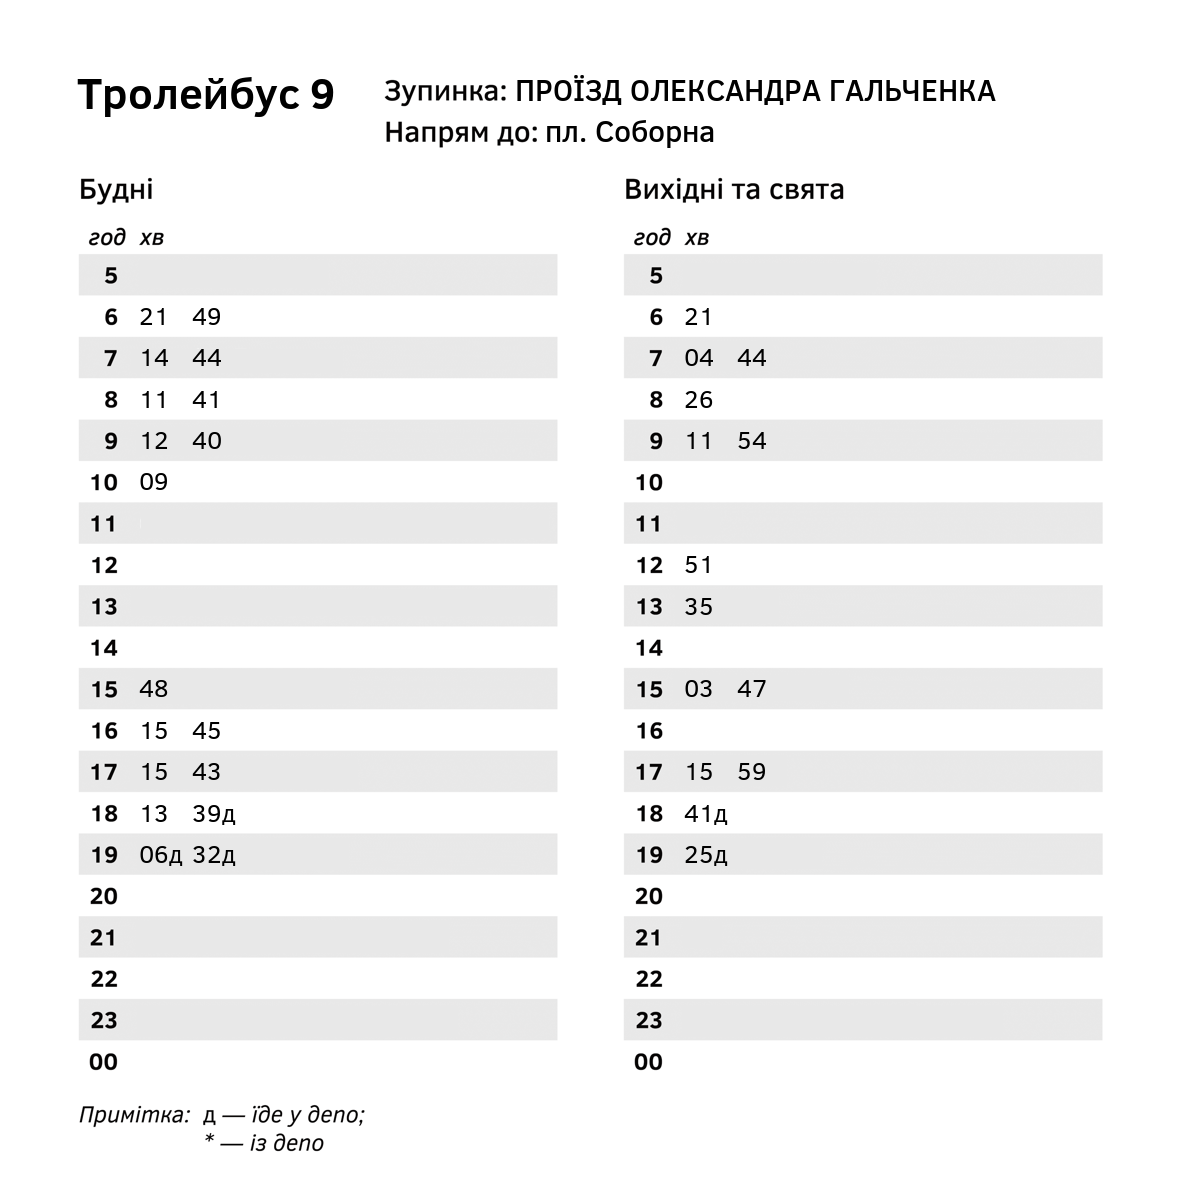 Тролейбус 9
Зупинка: ПРОЇЗД ОЛЕКСАНДРА ГАЛЬЧЕНКА
Напрям до: пл. Соборна
Будні
год хв
5
6 21 49
7 14 44
8 11 41
9 12 40
10 09
11
12
13
14
15 48
16 15 45
17 15 43
18 13 39д
19 06д 32д
20
21
22
23
00
Вихідні та свята
год хв
5
6 21
7 04 44
8 26
9 11 54
10
11
12 51
13 35
14
15 03 47
16
17 15 59
18 41д
19 25д
20
21
22
23
00
Примітка: д — їде у депо;
* — із депо